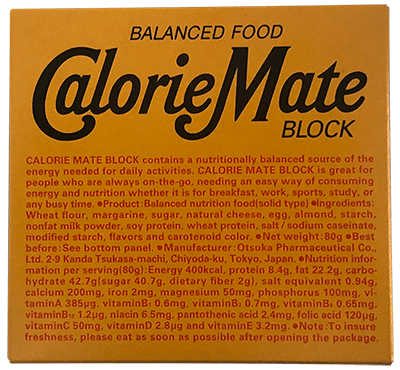 BALANCED FOOD
CalorieMate
BLOCK
CALORIE MATE BLOCK contains a nutritionally balanced source of the
energy needed for daily activities. CALORIE MATE BLOCK is great for
people who are always on-the-go, needing an easy way of consuming
energy and nutrition whether it is for breakfast, work, sports, study, or
any busy time. ●Product:Balanced nutrition food(solid type) ●Ingredients:
Wheat flour, margarine, sugar, natural cheese, egg, almond, starch,
nonfat milk powder, soy protein, wheat protein, salt / sodium caseinate,
modified starch, flavors and carotenoid color. ●Net weight:80g ●Best
before:See bottom panel. ●Manufacturer:Otsuka Pharmaceutical Co.,
Ltd. 2-9 Kanda Tsukasa-machi, Chiyoda-ku, Tokyo, Japan. ●Nutrition infor-
mation per serving(80g):Energy 400kcal, protein 8.4g, fat 22.2g, carbo-
hydrate 42.7g(sugar 40.7g, dietary fiber 2g), salt equivalent 0.94g,
calcium 200mg, iron 2mg, magnesium 50mg, phosphorus 100mg, vi-
taminA 385μg, vitaminB₁ 0.6mg, vitaminB₂ 0.7mg, vitaminB₆ 0.65mg,
vitaminB₁₂ 1.2μg, niacin 6.5mg, pantothenic acid 2.4mg, folic acid 120μg,
vitaminC 50mg, vitaminD 2.8μg and vitaminE 3.2mg. ●Note:To insure
freshness, please eat as soon as possible after opening the package.